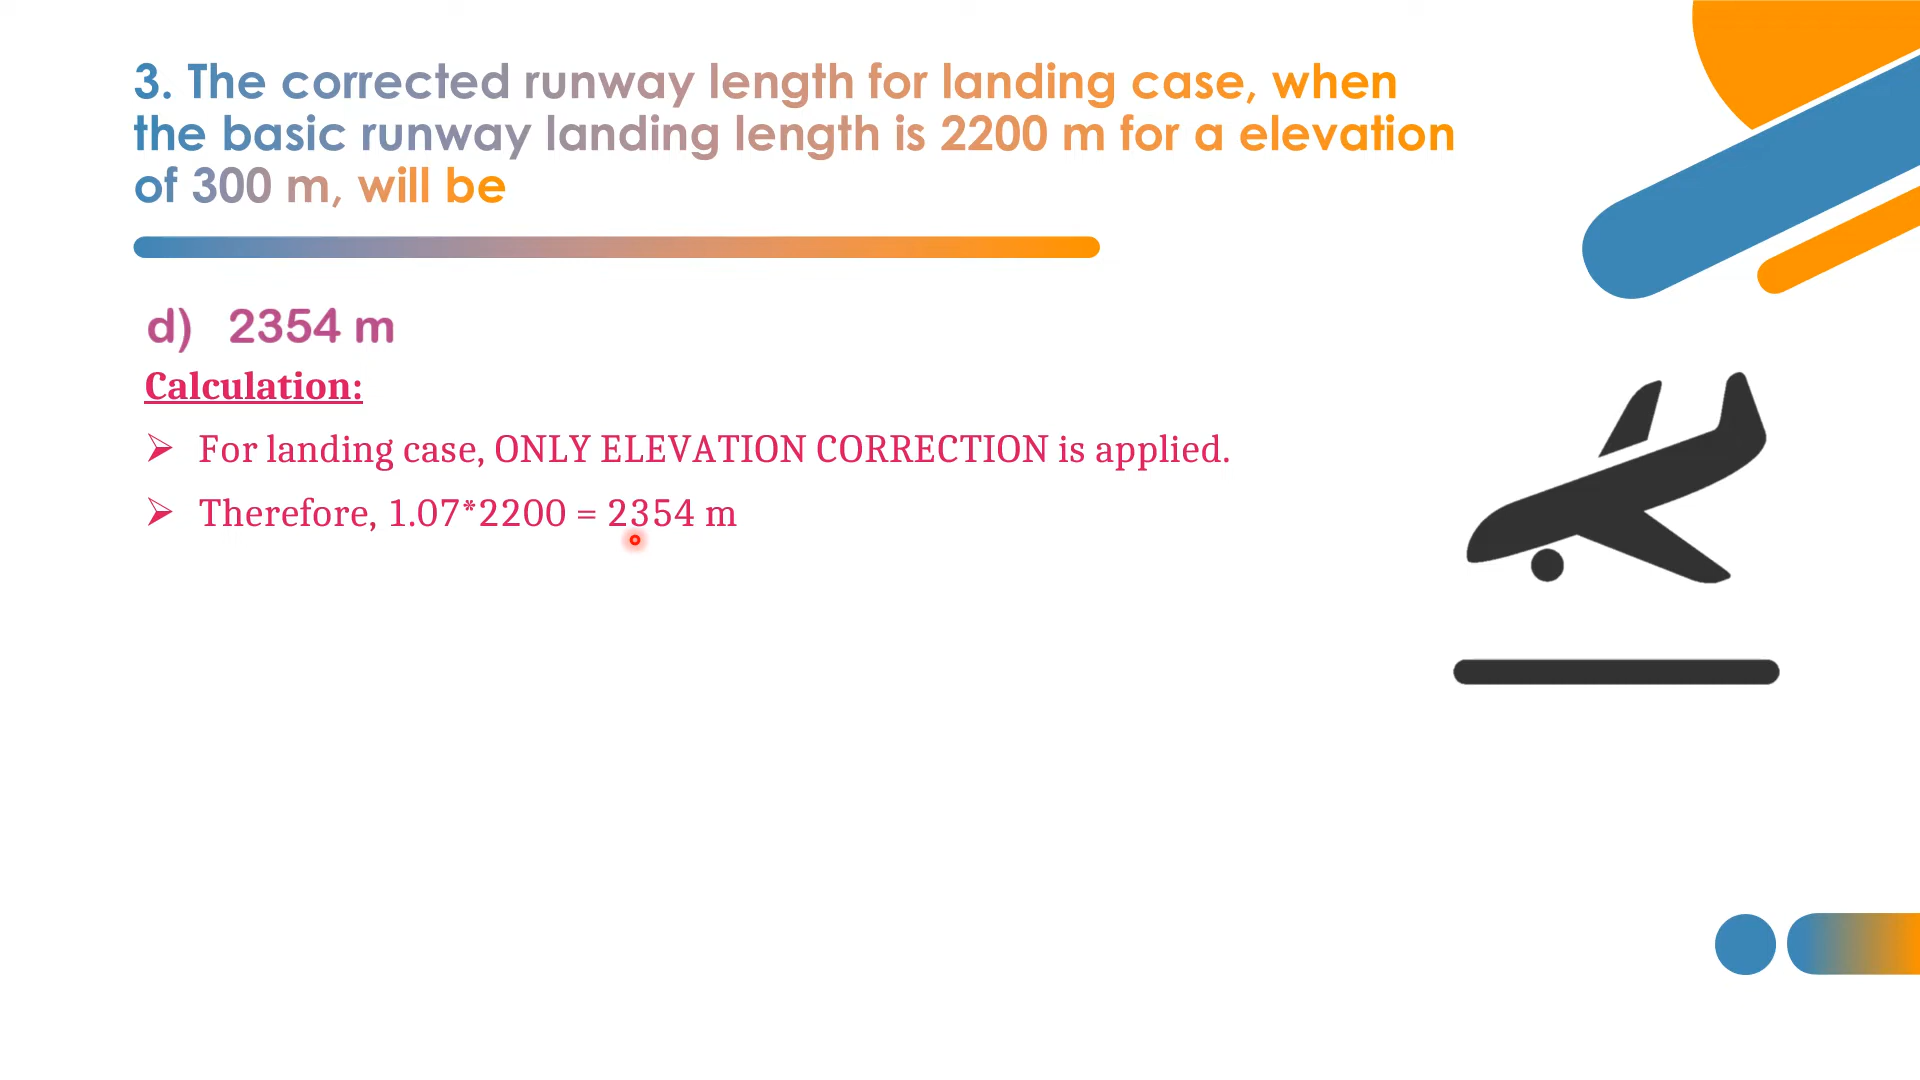 3. The corrected runway length for landing case, when
the basic runway landing length is 2200 m for a elevation
of 300 m, will be
d) 2354 m
Calculation:
➢ For landing case, ONLY ELEVATION CORRECTION is applied.
➢ Therefore, 1.07*2200 = 2354 m